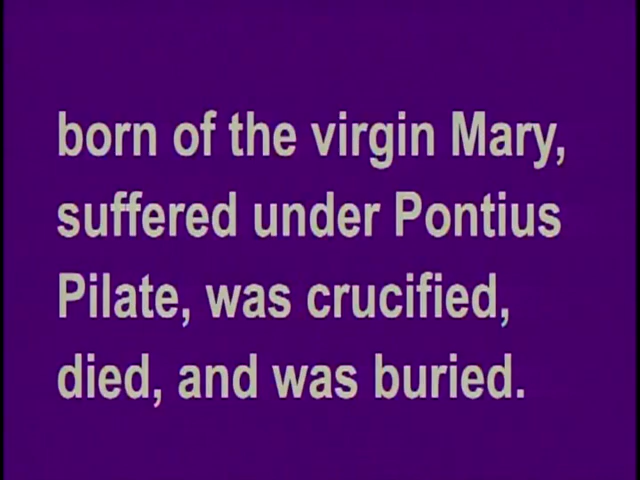 born of the virgin Mary,
suffered under Pontius
Pilate, was crucified,
died, and was buried.